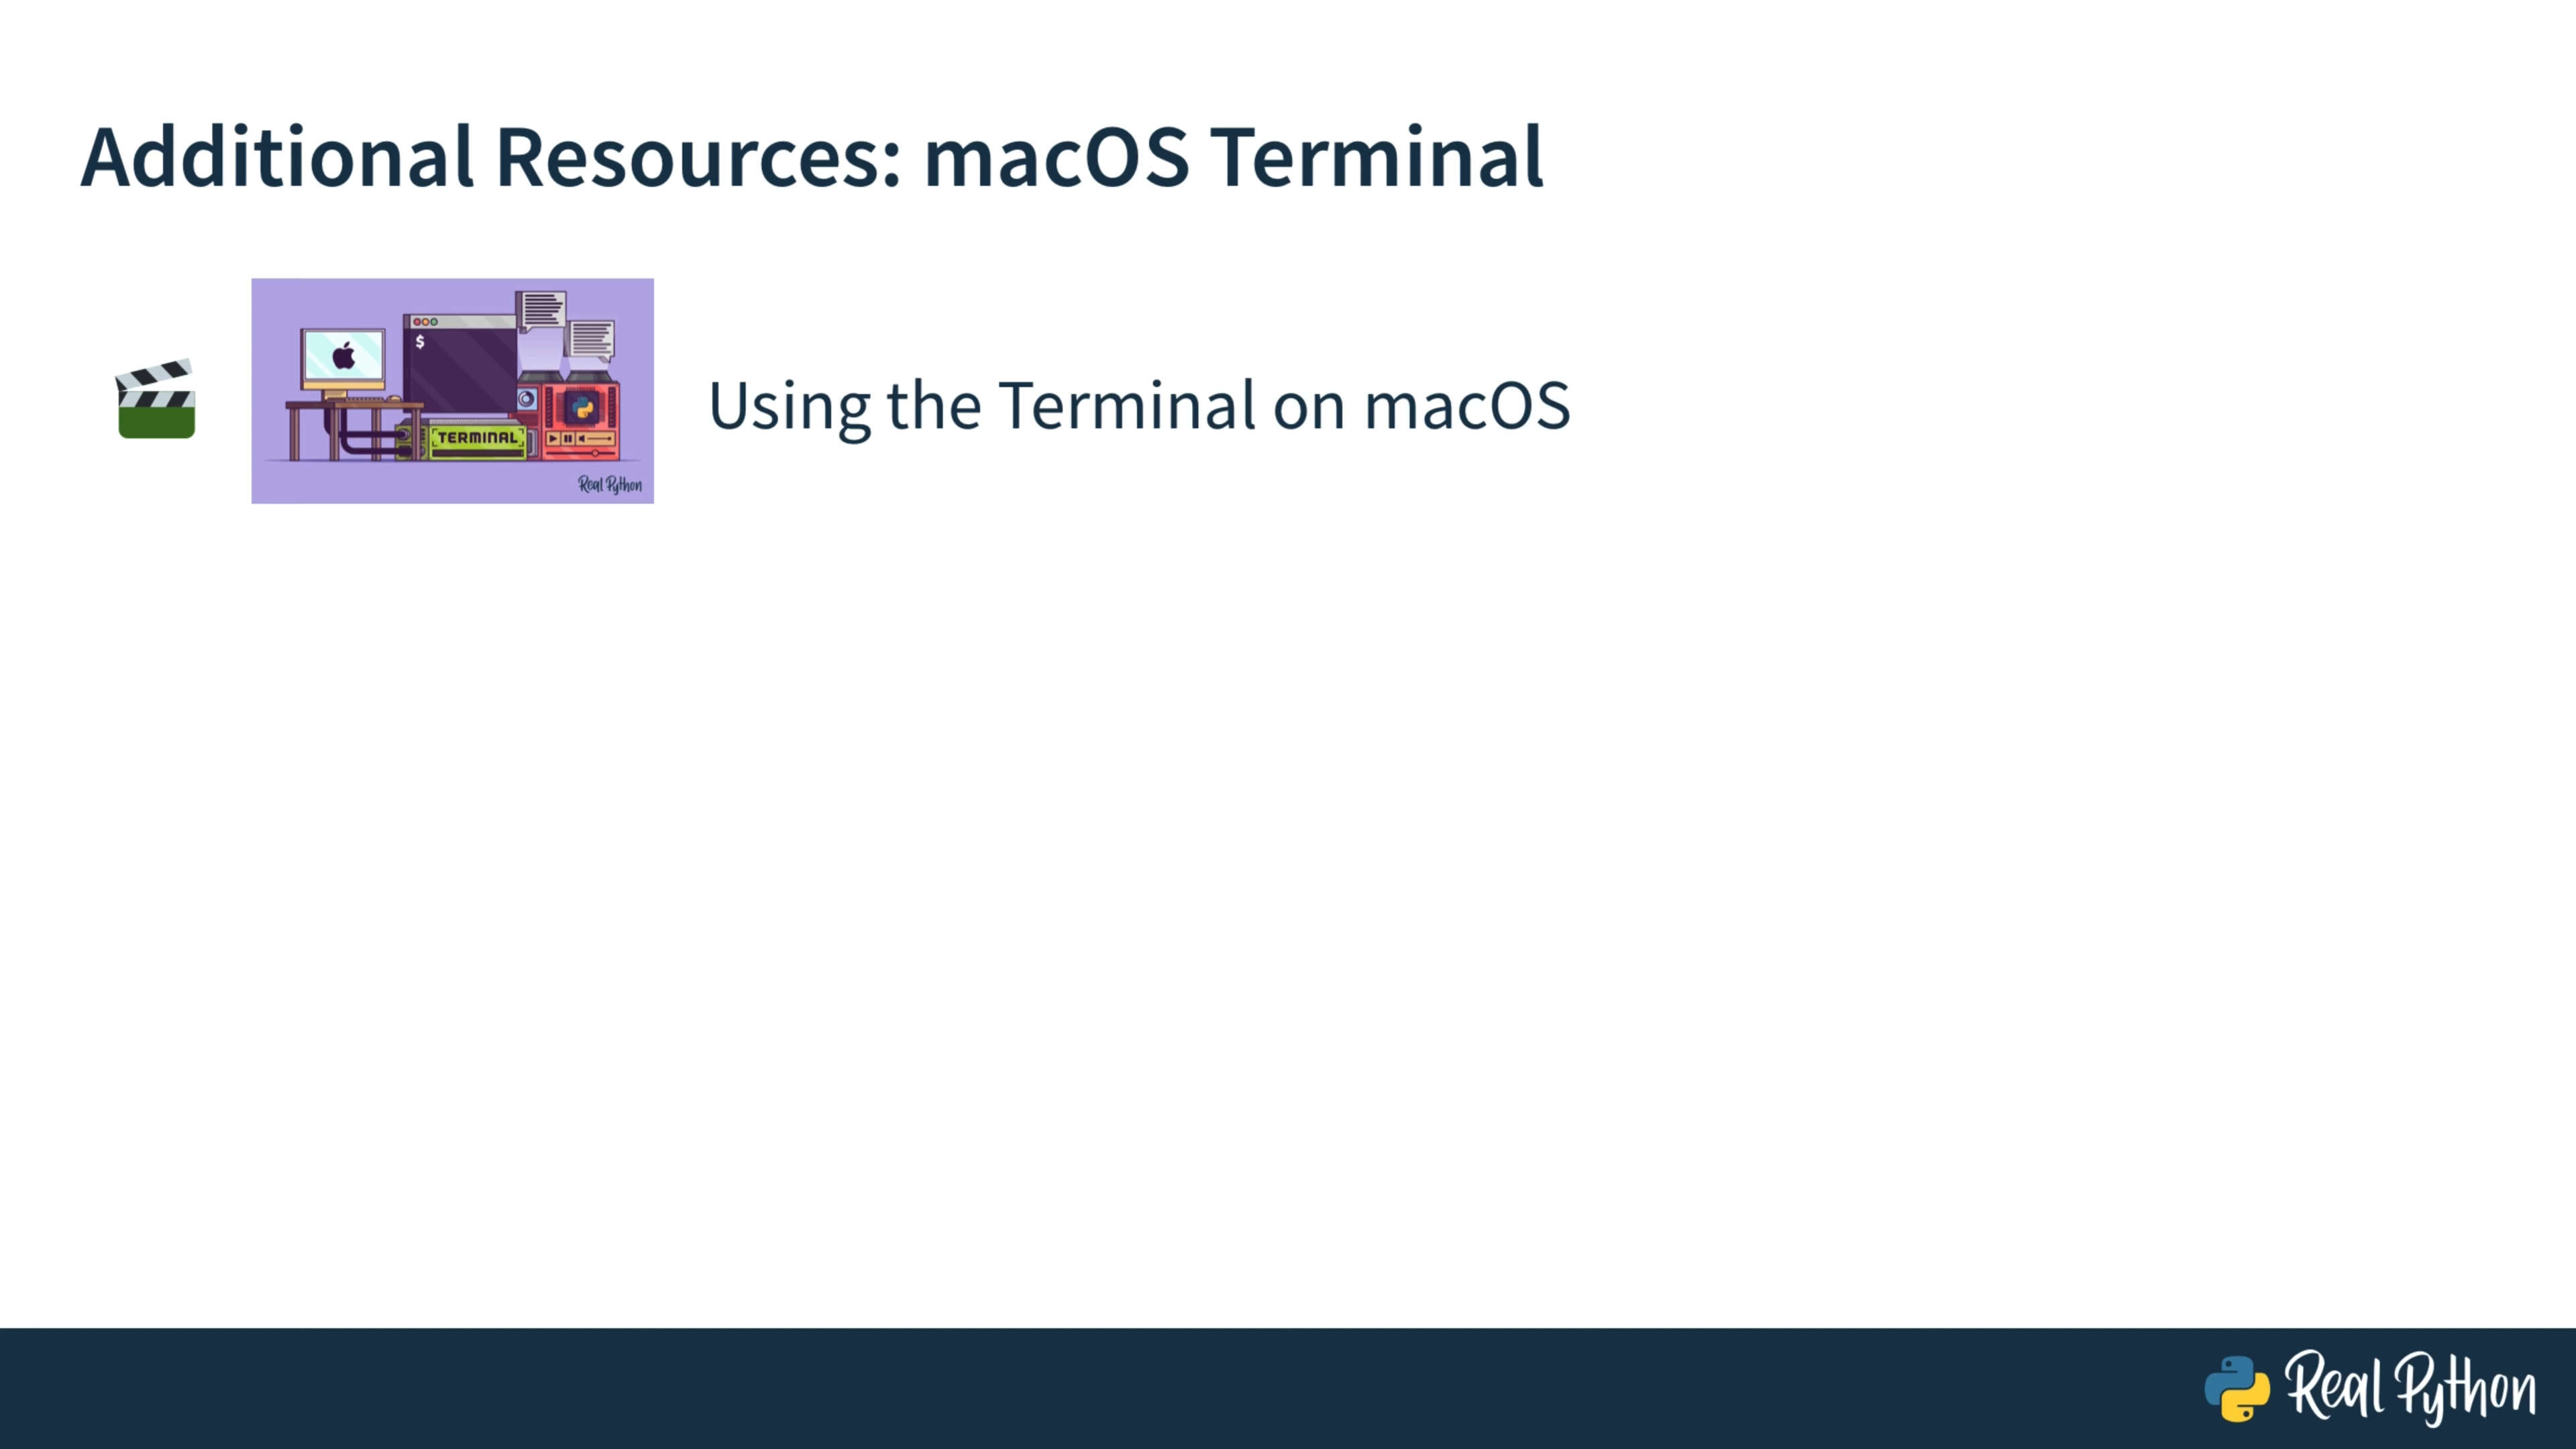 Additional Resources: macOS Terminal
$
TERMINAL
Real Python
Using the Terminal on macOS
Real Python